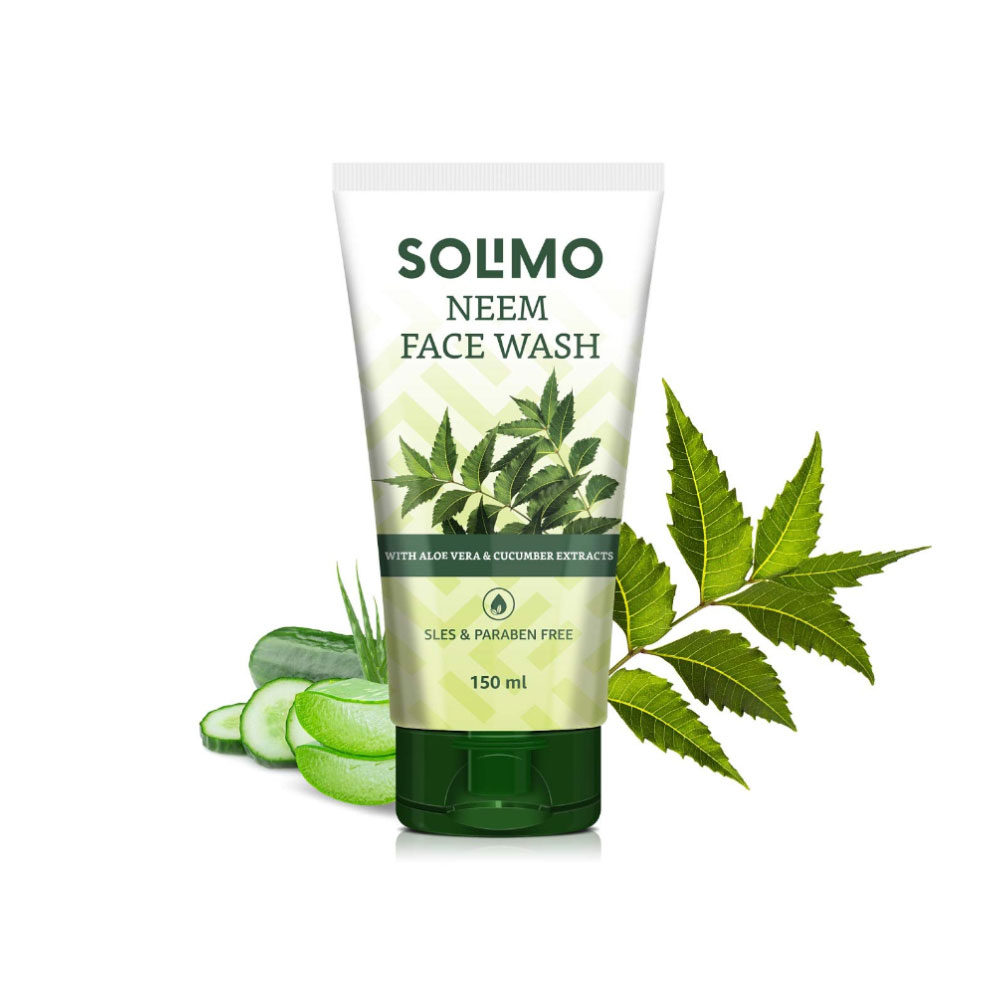 SOLIMO
NEEM
FACE WASH
WITH ALOE VERA & CUCUMBER EXTRACTS
SLES & PARABEN FREE
150 ml